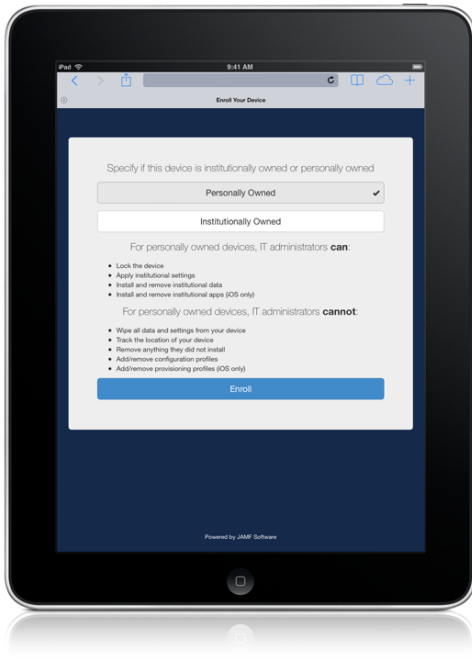 iPad
9:41 AM
Enroll Your Device
Specify if this device is institutionally owned or personally owned
Personally Owned
Institutionally Owned
For personally owned devices, IT administrators can:
• Lock the device
• Apply institutional settings
• Install and remove institutional data
• Install and remove institutional apps (iOS only)
For personally owned devices, IT administrators cannot:
• Wipe all data and settings from your device
• Track the location of your device
• Remove anything they did not install
• Add/remove configuration profiles
• Add/remove provisioning profiles (iOS only)
Enroll
Powered by JAMF Software